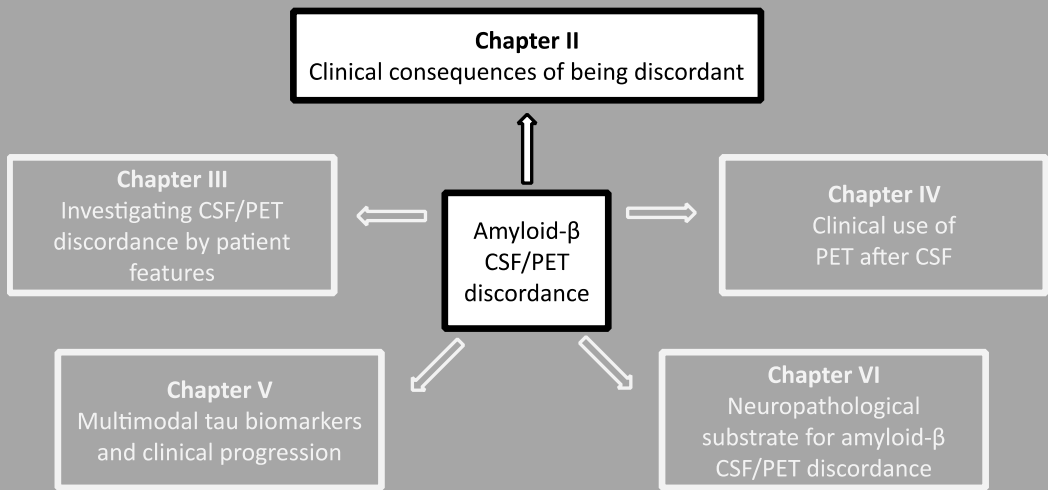 Chapter II
Clinical consequences of being discordant
Chapter III
Investigating CSF/PET
discordance by patient
features
Amyloid-β
CSF/PET
discordance
Chapter IV
Clinical use of
PET after CSF
Chapter V
Multimodal tau biomarkers
and clinical progression
Chapter VI
Neuropathological
substrate for amyloid-β
CSF/PET discordance